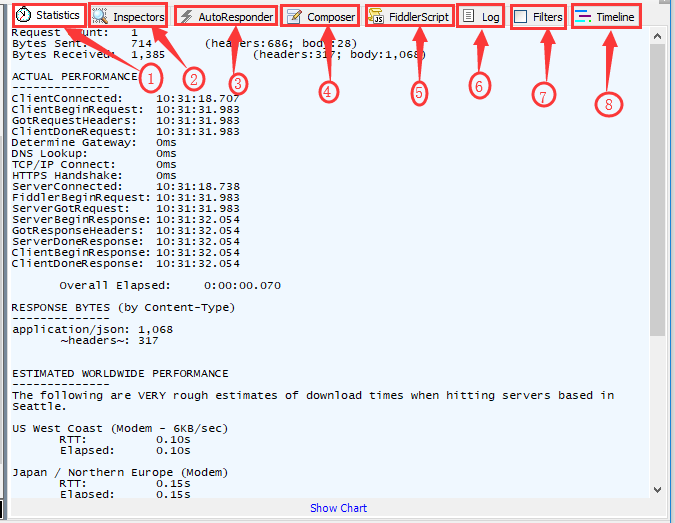 Statistics Inspectors AutoResponder Composer FiddlerScript Log Filters Timeline
Request Count: 1
Bytes Sent: 714 (headers:686; body:28)
Bytes Received: 1,385 (headers:317; body:1,068)
① ② ③ ④ ⑤ ⑥ ⑦ ⑧
ACTUAL PERFORMANCE
--------------
ClientConnected: 10:31:18.707
ClientBeginRequest: 10:31:31.983
GotRequestHeaders: 10:31:31.983
ClientDoneRequest: 10:31:31.983
Determine Gateway: 0ms
DNS Lookup: 0ms
TCP/IP Connect: 0ms
HTTPS Handshake: 0ms
ServerConnected: 10:31:18.738
FiddlerBeginRequest: 10:31:31.983
ServerGotRequest: 10:31:31.983
ServerBeginResponse: 10:31:32.054
GotResponseHeaders: 10:31:32.054
ServerDoneResponse: 10:31:32.054
ClientBeginResponse: 10:31:32.054
ClientDoneResponse: 10:31:32.054
Overall Elapsed: 0:00:00.070
RESPONSE BYTES (by Content-Type)
--------------
application/json: 1,068
~headers~: 317
ESTIMATED WORLDWIDE PERFORMANCE
--------------
The following are VERY rough estimates of download times when hitting servers based in
Seattle.
US West Coast (Modem - 6KB/sec)
RTT: 0.10s
Elapsed: 0.10s
Japan / Northern Europe (Modem)
RTT: 0.15s
Elapsed: 0.15s
Show Chart